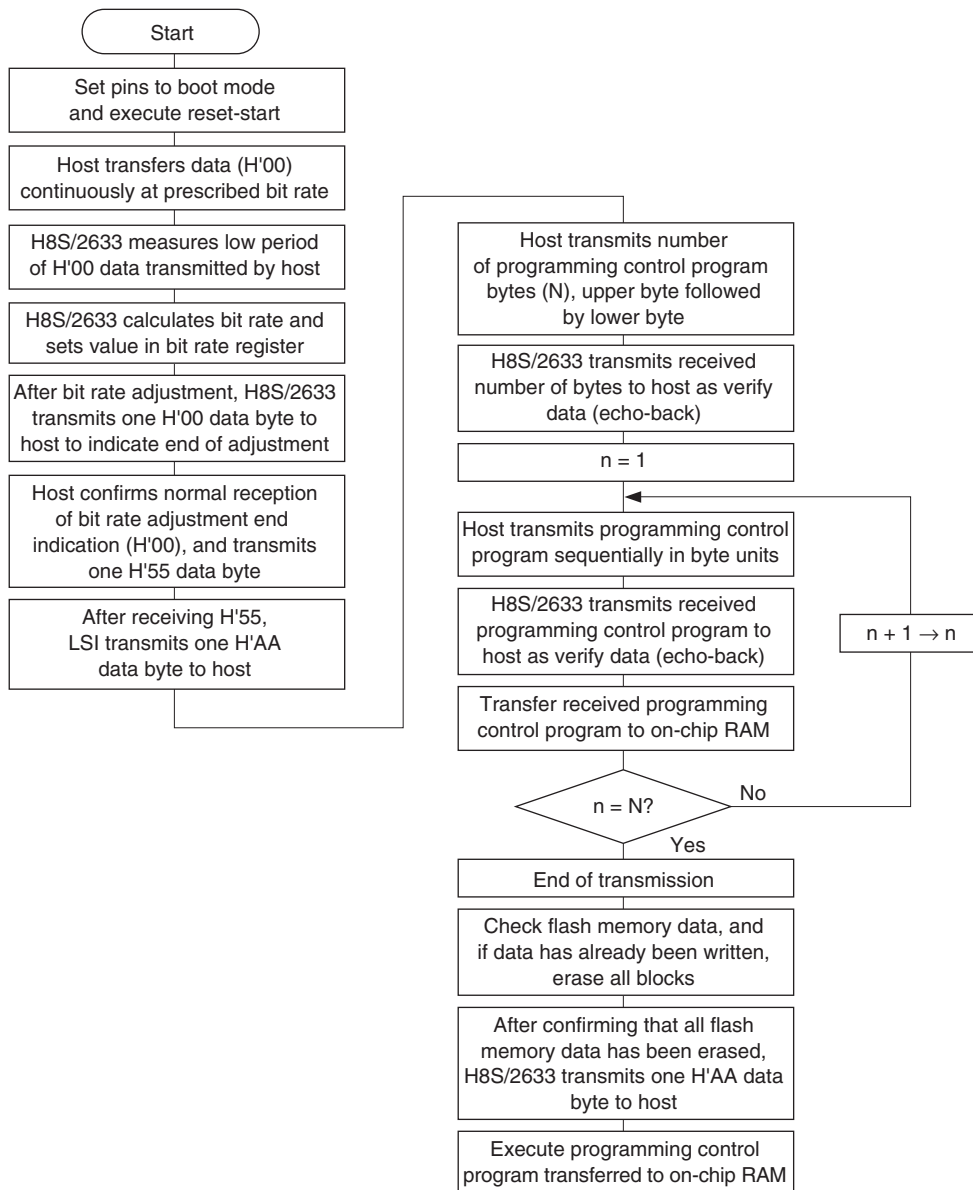 Start
Set pins to boot mode
and execute reset-start
Host transfers data (H'00)
continuously at prescribed bit rate
H8S/2633 measures low period
of H'00 data transmitted by host
H8S/2633 calculates bit rate and
sets value in bit rate register
After bit rate adjustment, H8S/2633
transmits one H'00 data byte to
host to indicate end of adjustment
Host confirms normal reception
of bit rate adjustment end
indication (H'00), and transmits
one H'55 data byte
After receiving H'55,
LSI transmits one H'AA
data byte to host
Host transmits number
of programming control program
bytes (N), upper byte followed
by lower byte
H8S/2633 transmits received
number of bytes to host as verify
data (echo-back)
n = 1
Host transmits programming control
program sequentially in byte units
H8S/2633 transmits received
programming control program to
host as verify data (echo-back)
n + 1 → n
Transfer received programming
control program to on-chip RAM
n = N?
No
Yes
End of transmission
Check flash memory data, and
if data has already been written,
erase all blocks
After confirming that all flash
memory data has been erased,
H8S/2633 transmits one H'AA data
byte to host
Execute programming control
program transferred to on-chip RAM